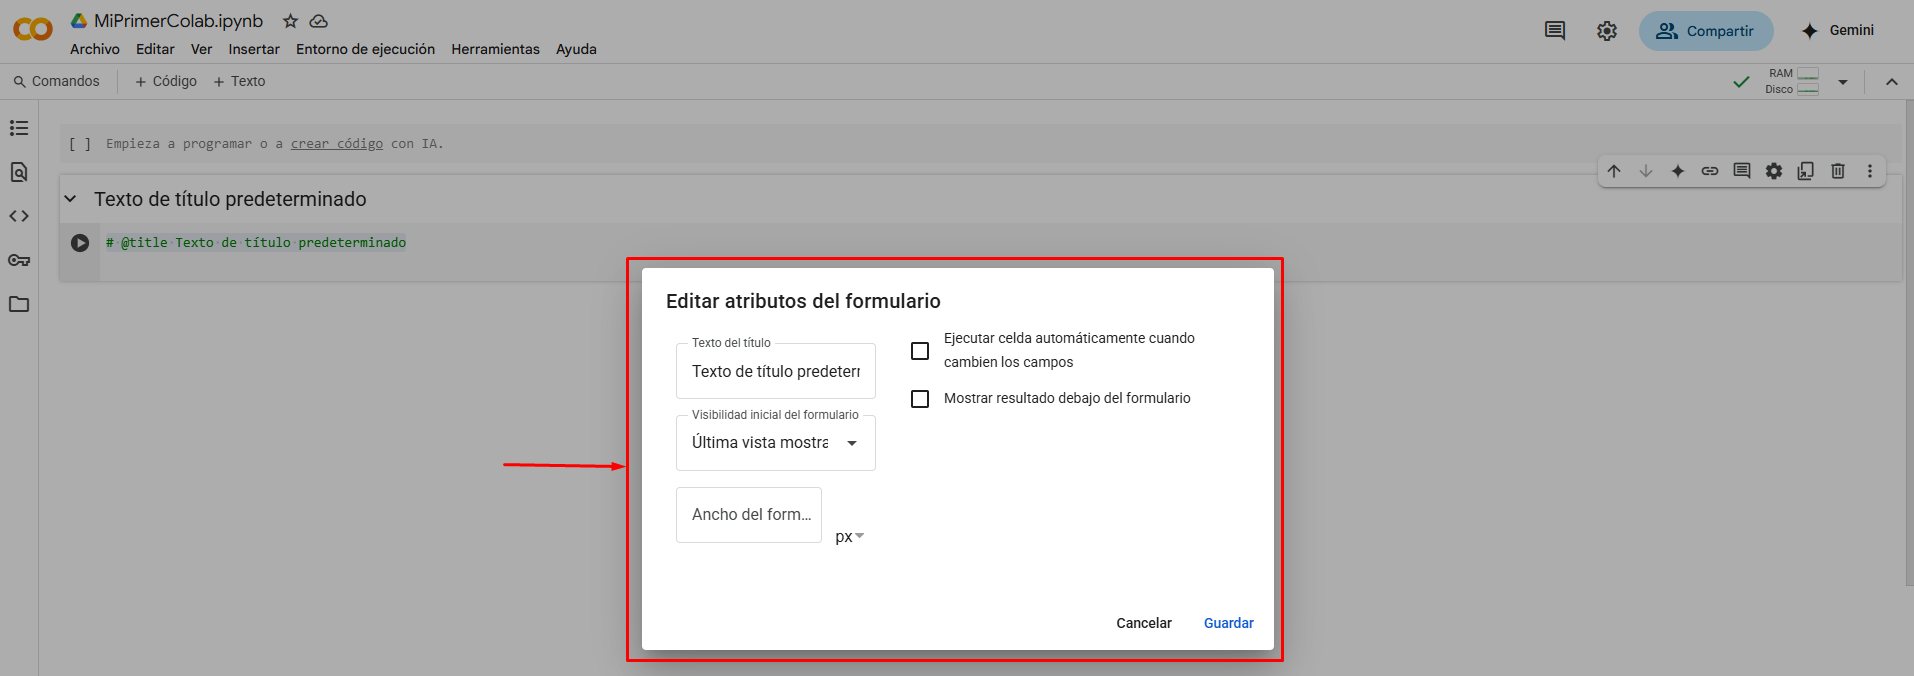 MiPrimerColab.ipynb
Archivo Editar Ver Insertar Entorno de ejecución Herramientas Ayuda
Compartir
Gemini
Comandos
+ Código + Texto
RAM
Disco
[ ] Empieza a programar o a crear código con IA.
Texto de título predeterminado
# @title Texto de título predeterminado
Editar atributos del formulario
Texto del título
Texto de título predeterr
Visibilidad inicial del formulario
Última vista mostra
Ancho del form...
px
Ejecutar celda automáticamente cuando
cambien los campos
Mostrar resultado debajo del formulario
Cancelar Guardar